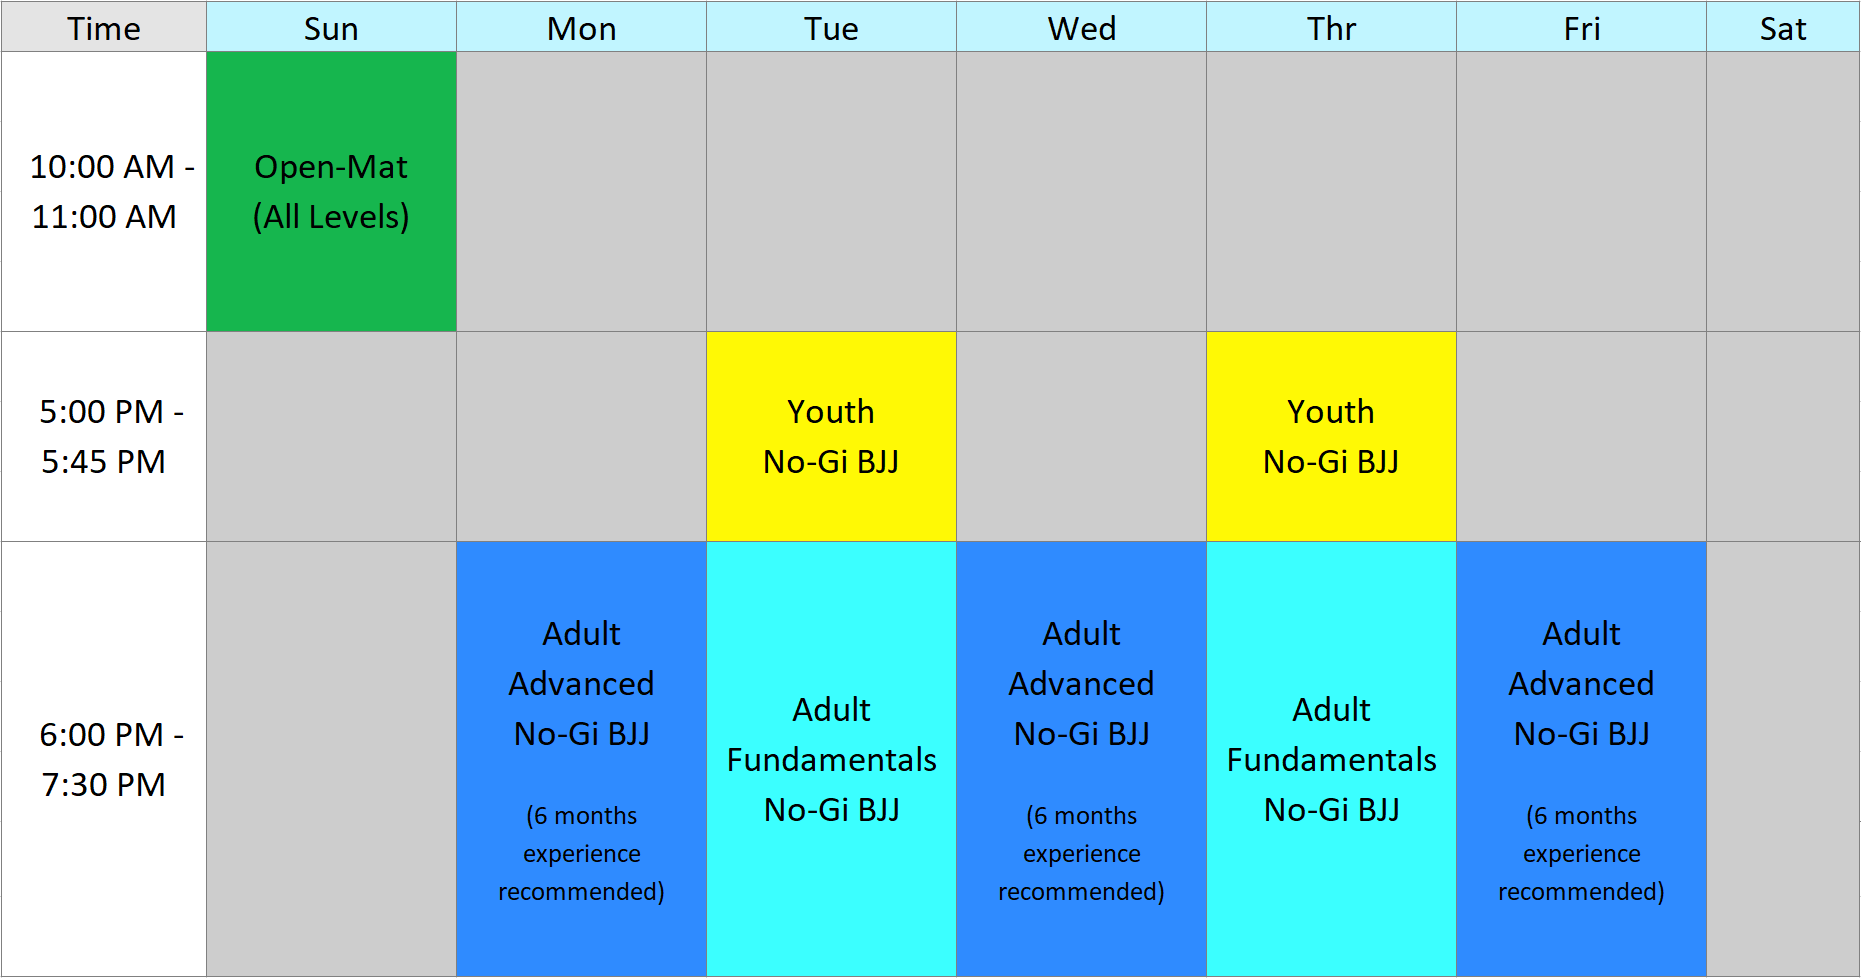 Time Sun Mon Tue Wed Thr Fri Sat
10:00 AM -
11:00 AM
Open-Mat
(All Levels)
5:00 PM -
5:45 PM
Youth
No-Gi BJJ
Youth
No-Gi BJJ
6:00 PM -
7:30 PM
Adult
Advanced
No-Gi BJJ
(6 months
experience
recommended)
Adult
Fundamentals
No-Gi BJJ
Adult
Advanced
No-Gi BJJ
(6 months
experience
recommended)
Adult
Fundamentals
No-Gi BJJ
Adult
Advanced
No-Gi BJJ
(6 months
experience
recommended)